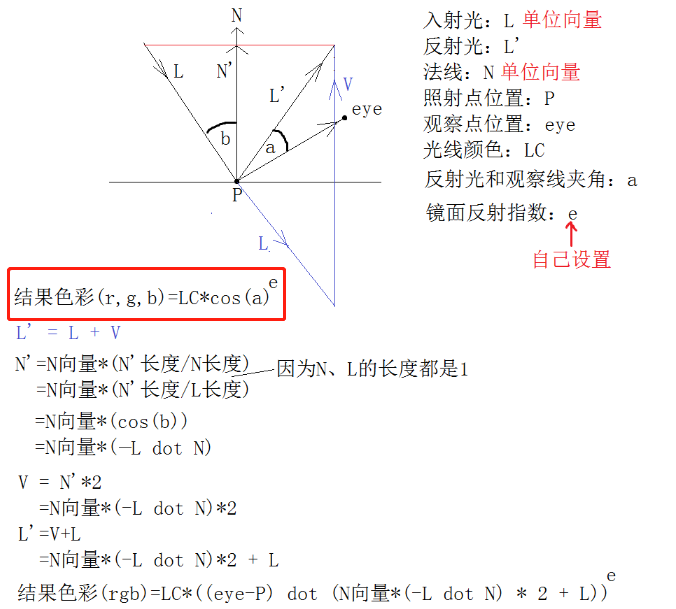 N
N'
L
L'
V
eye
b
a
P
L
入射光：L 单位向量
反射光：L'
法线：N 单位向量
照射点位置：P
观察点位置：eye
光线颜色：LC
反射光和观察线夹角：a
镜面反射指数：e
自己设置
结果色彩(r,g,b)=LC*cos(a)^e
L' = L + V
N'=N向量*(N'长度/N长度)
=N向量*(N'长度/L长度)
因为N、L的长度都是1
=N向量*(cos(b))
=N向量*(—L dot N)
V = N'*2
=N向量*(-L dot N)*2
L'=V+L
=N向量*(-L dot N)*2 + L
结果色彩(rgb)=LC*((eye-P) dot (N向量*(-L dot N) * 2 + L))^e